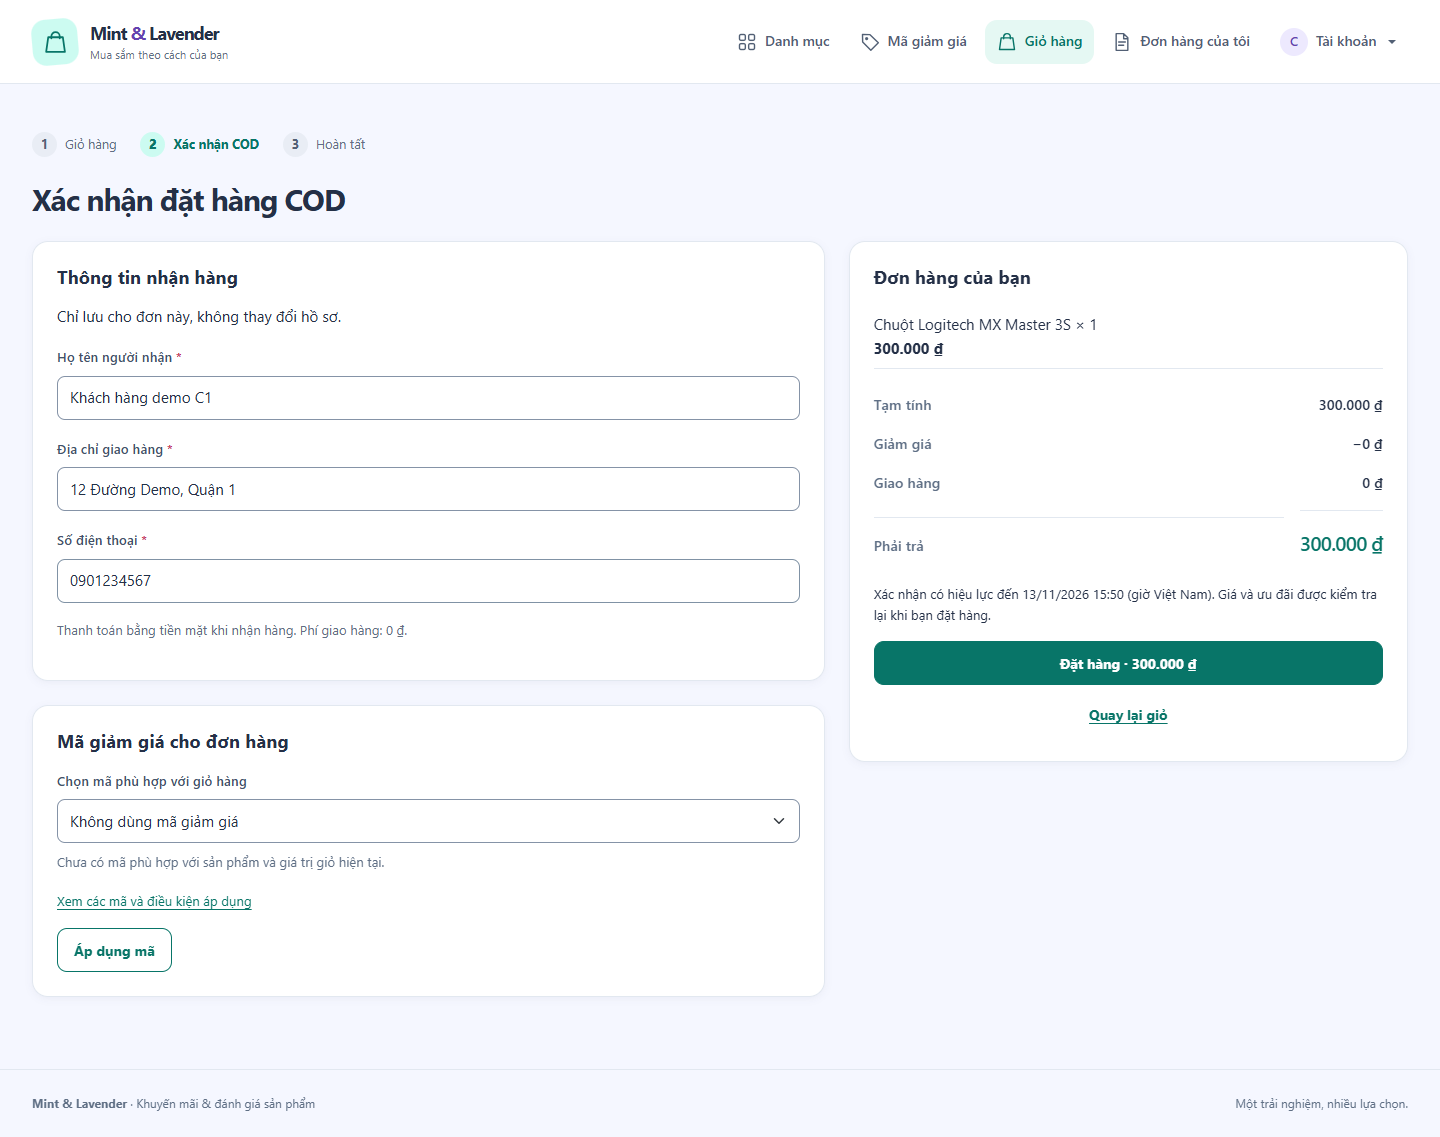 Mint & Lavender
Mua sắm theo cách của bạn
Danh mục
Mã giảm giá
Giỏ hàng
Đơn hàng của tôi
C
Tài khoản
1 Giỏ hàng
2 Xác nhận COD
3 Hoàn tất
Xác nhận đặt hàng COD
Thông tin nhận hàng
Chỉ lưu cho đơn này, không thay đổi hồ sơ.
Họ tên người nhận *
Khách hàng demo C1
Địa chỉ giao hàng *
12 Đường Demo, Quận 1
Số điện thoại *
0901234567
Thanh toán bằng tiền mặt khi nhận hàng. Phí giao hàng: 0 ₫.
Mã giảm giá cho đơn hàng
Chọn mã phù hợp với giỏ hàng
Không dùng mã giảm giá
Chưa có mã phù hợp với sản phẩm và giá trị giỏ hiện tại.
Xem các mã và điều kiện áp dụng
Áp dụng mã
Đơn hàng của bạn
Chuột Logitech MX Master 3S × 1
300.000 ₫
Tạm tính 300.000 ₫
Giảm giá −0 ₫
Giao hàng 0 ₫
Phải trả 300.000 ₫
Xác nhận có hiệu lực đến 13/11/2026 15:50 (giờ Việt Nam). Giá và ưu đãi được kiểm tra
lại khi bạn đặt hàng.
Đặt hàng · 300.000 ₫
Quay lại giỏ
Mint & Lavender · Khuyến mãi & đánh giá sản phẩm
Một trải nghiệm, nhiều lựa chọn.